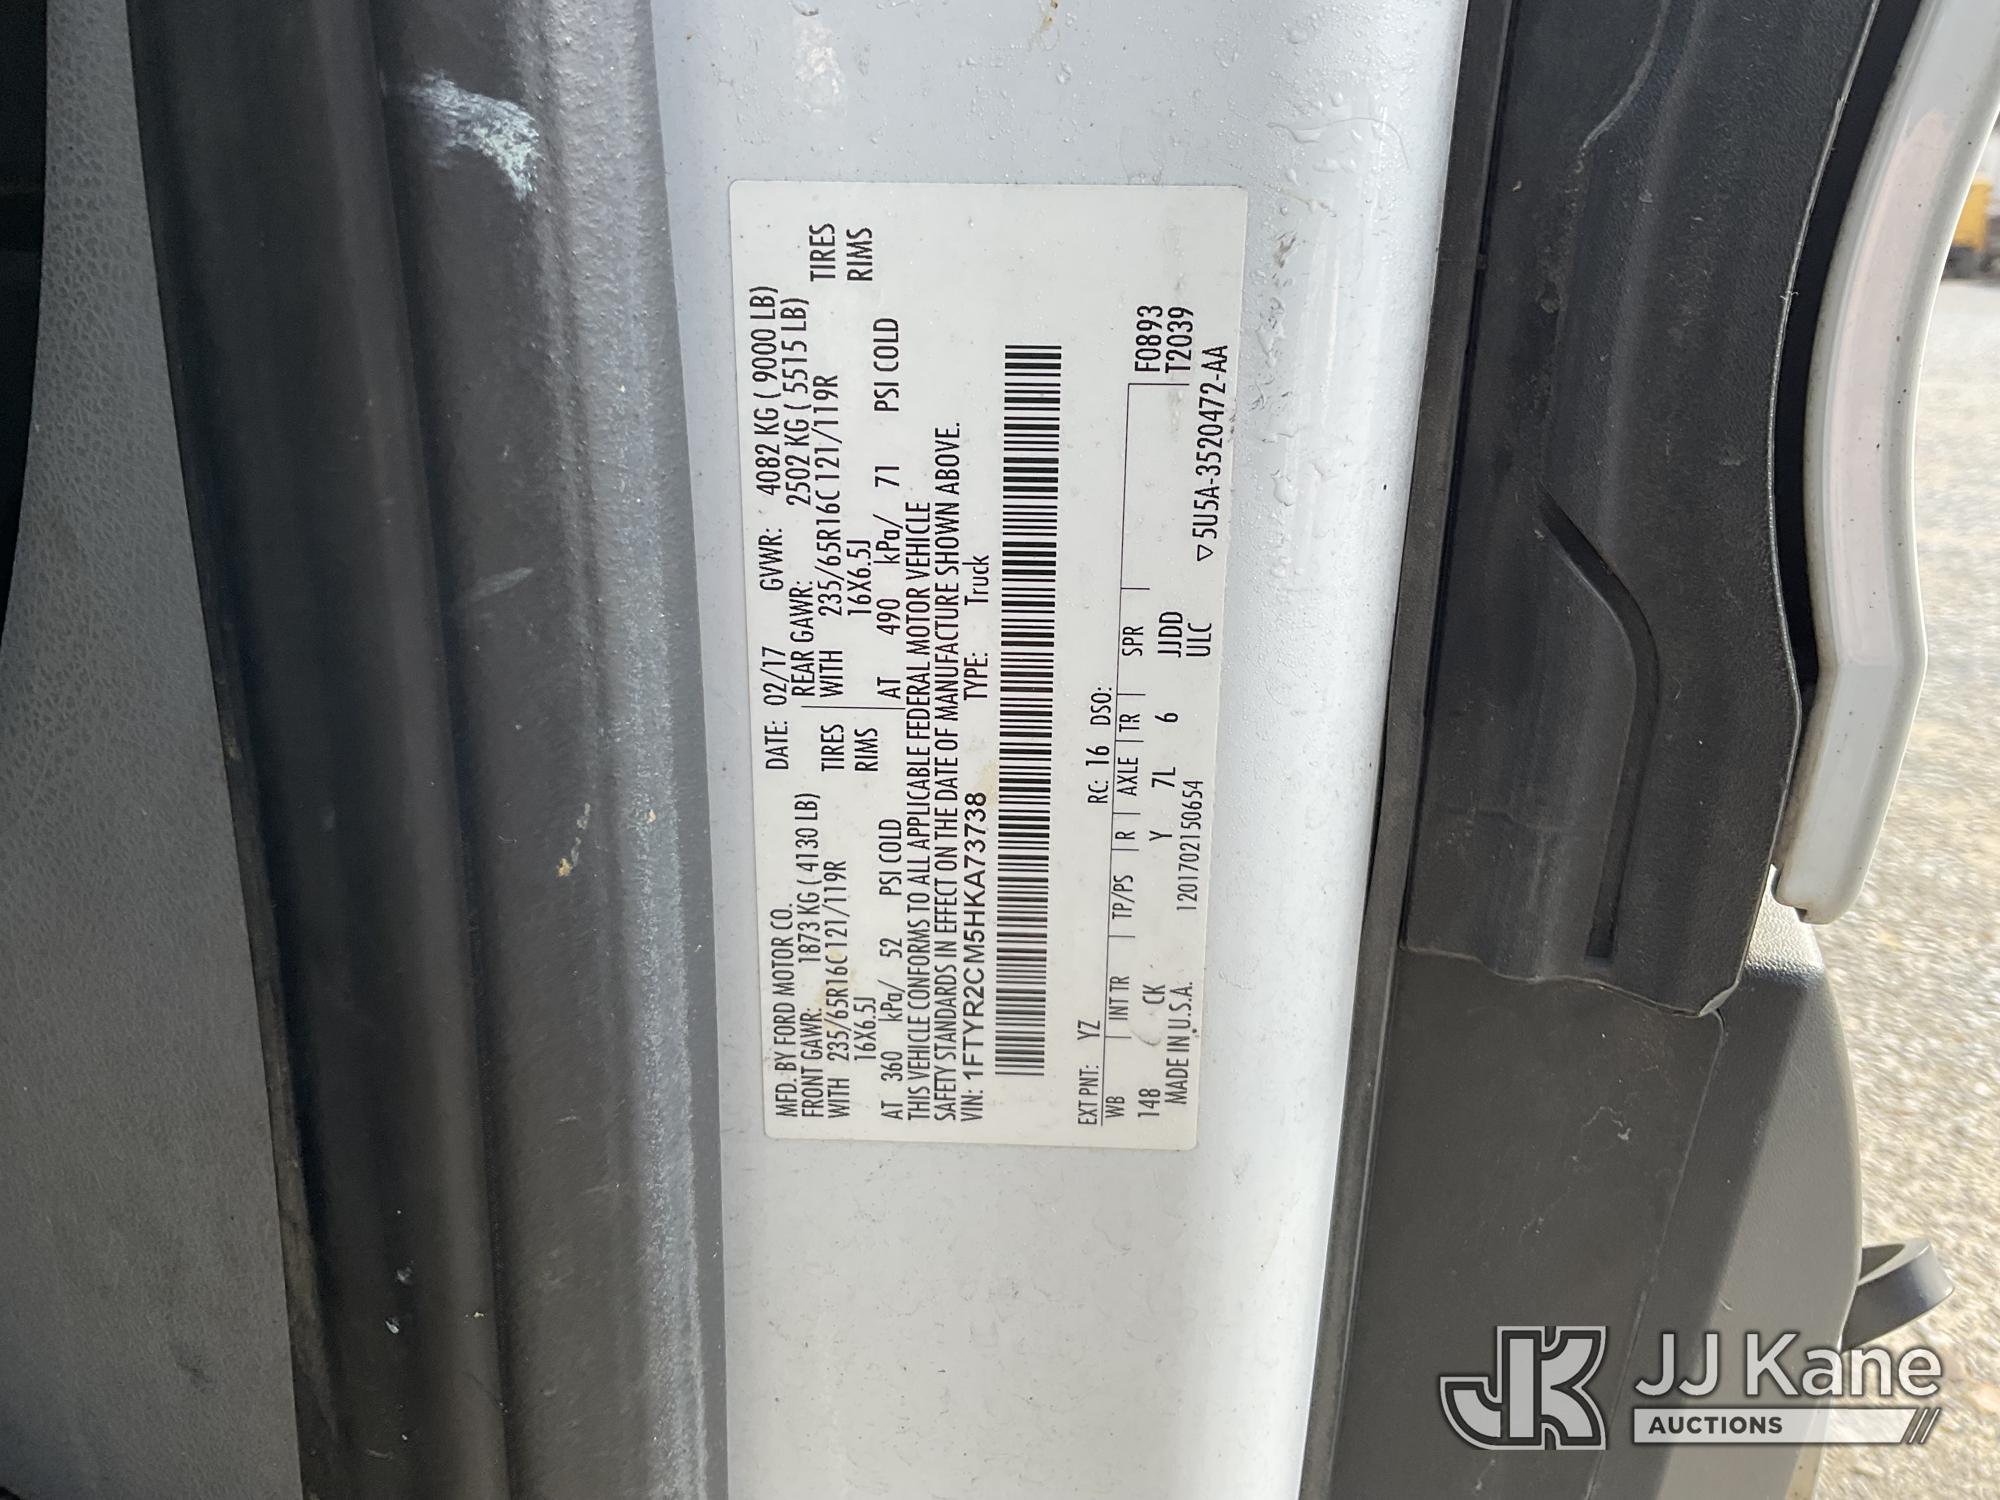 MFD. BY FORD MOTOR CO. DATE: 02/17 GVWR: 4082 KG ( 9000 LB)
FRONT GAWR: 1873 KG ( 4130 LB) REAR GAWR: 2502 KG ( 5515 LB)
WITH 235/65R16C 121/119R TIRES WITH 235/65R16C 121/119R TIRES
16X6.5J RIMS 16X6.5J RIMS
AT 360 kPa/ 52 PSI COLD AT 490 kPa/ 71 PSI COLD
THIS VEHICLE CONFORMS TO ALL APPLICABLE FEDERAL MOTOR VEHICLE
SAFETY STANDARDS IN EFFECT ON THE DATE OF MANUFACTURE SHOWN ABOVE.
VIN: 1FTYR2CM5HKA73738 TYPE: Truck
EXT PNT: YZ RC: 16 DSO:
WB INT TR TP/PS R AXLE TR SPR F0893
148 CK Y 7L 6 JJDD T2039
MADE IN U.S.A. 1201702150654 ULC ▽5U5A-3520472-AA
JK JJ Kane
AUCTIONS